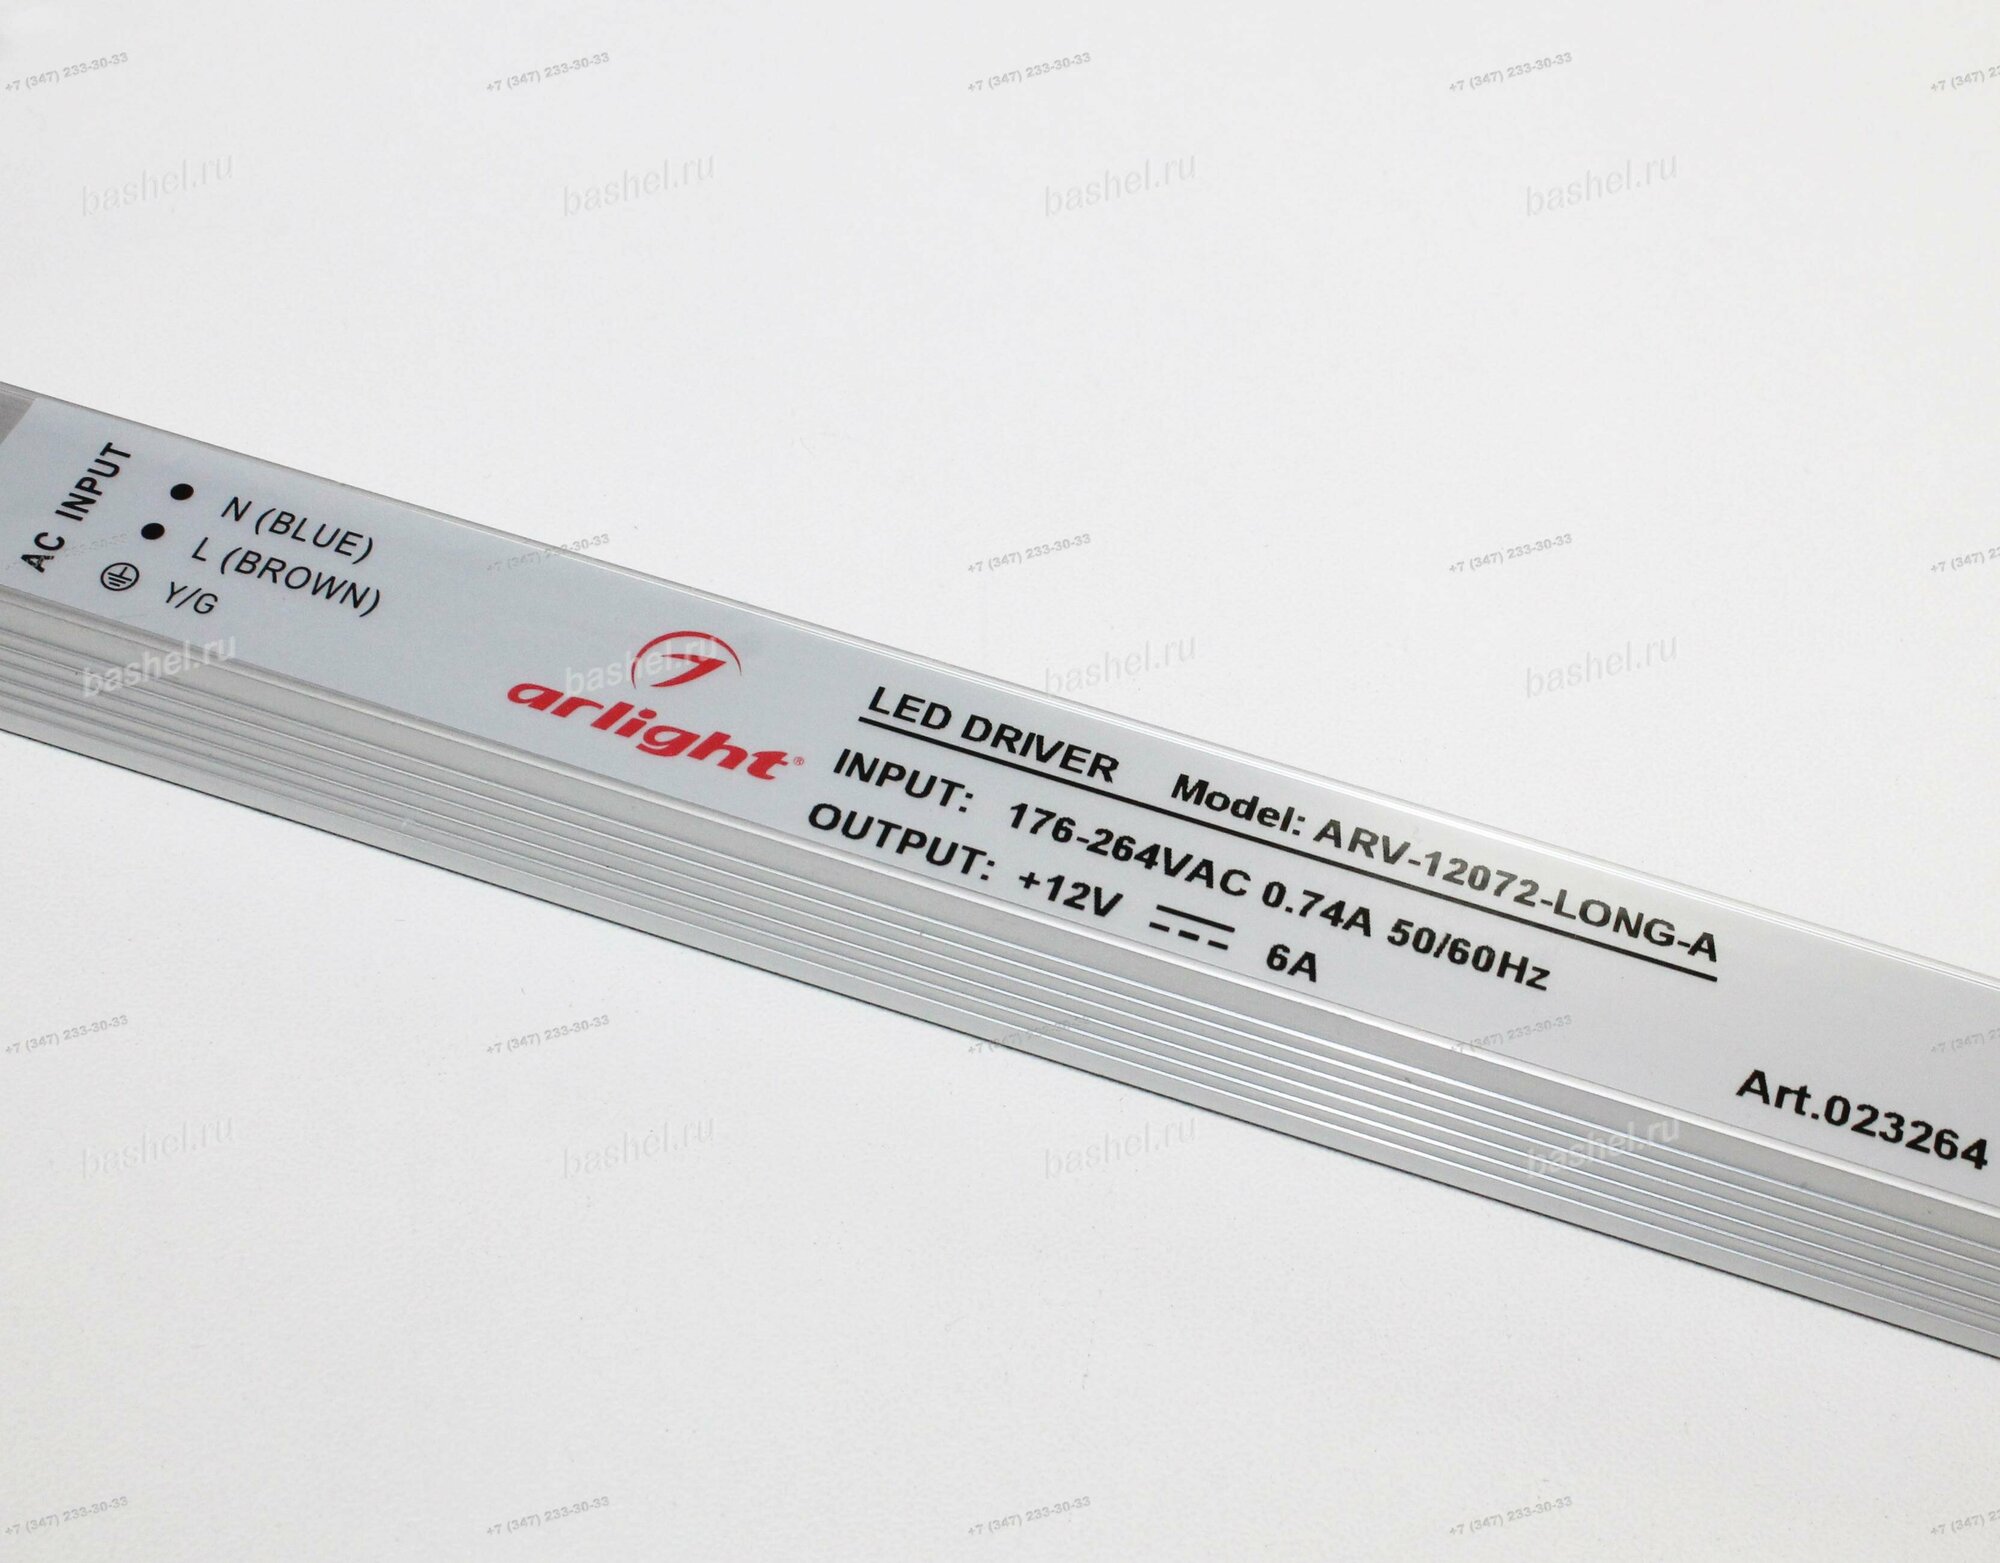 AC INPUT
N (BLUE)
L (BROWN)
Y/G
arlight®
LED DRIVER Model: ARV-12072-LONG-A
INPUT: 176-264VAC 0.74A 50/60Hz
OUTPUT: +12V 6A
Art.023264
+7 (347) 233-30-33
bashel.ru